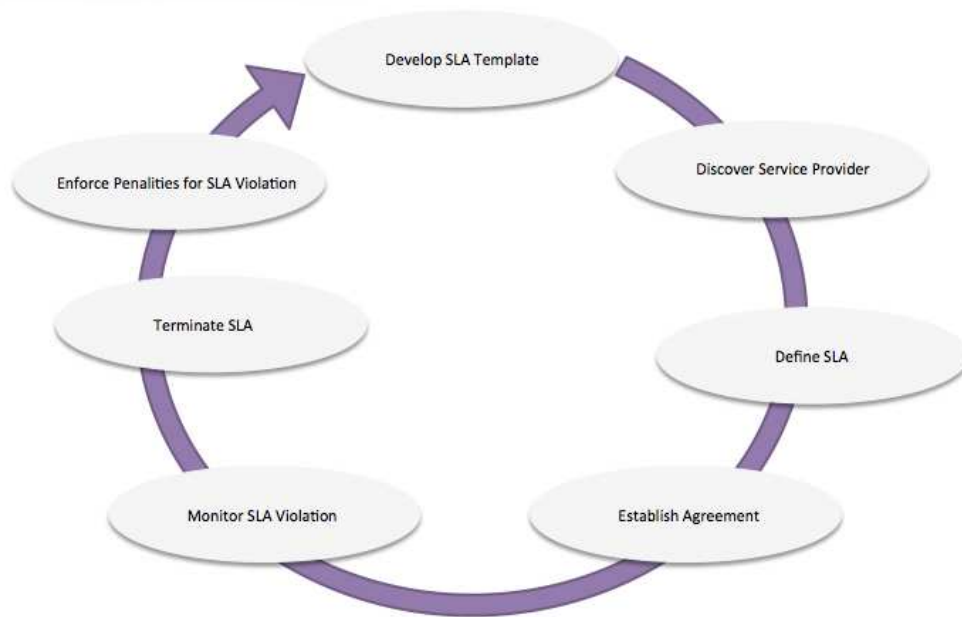 Develop SLA Template
Discover Service Provider
Define SLA
Establish Agreement
Monitor SLA Violation
Terminate SLA
Enforce Penalities for SLA Violation